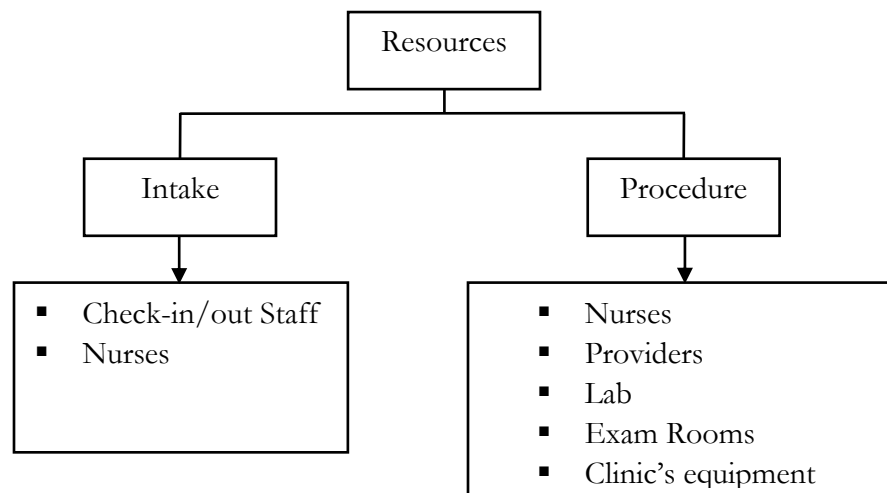 Resources
Intake
Procedure
▪ Check-in/out Staff
▪ Nurses
▪ Nurses
▪ Providers
▪ Lab
▪ Exam Rooms
▪ Clinic’s equipment